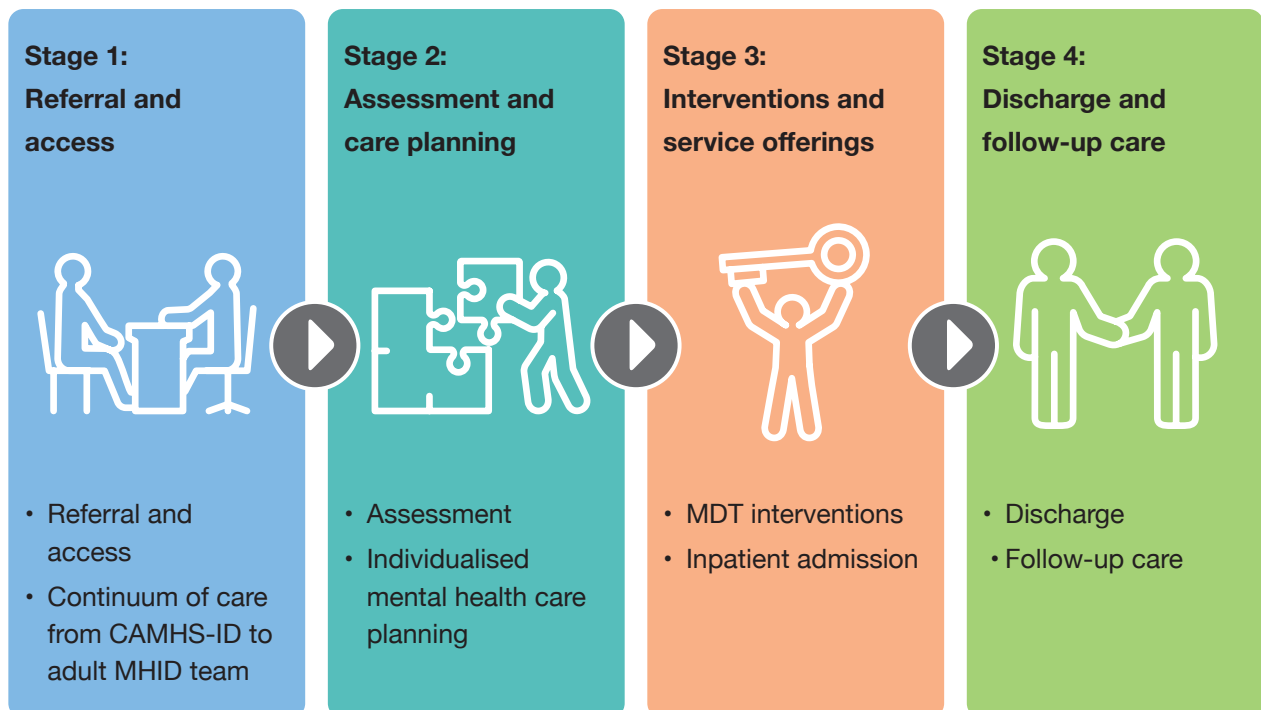 Stage 1:
Referral and
access
• Referral and
access
• Continuum of care
from CAMHS-ID to
adult MHID team
Stage 2:
Assessment and
care planning
• Assessment
• Individualised
mental health care
planning
Stage 3:
Interventions and
service offerings
• MDT interventions
• Inpatient admission
Stage 4:
Discharge and
follow-up care
• Discharge
• Follow-up care